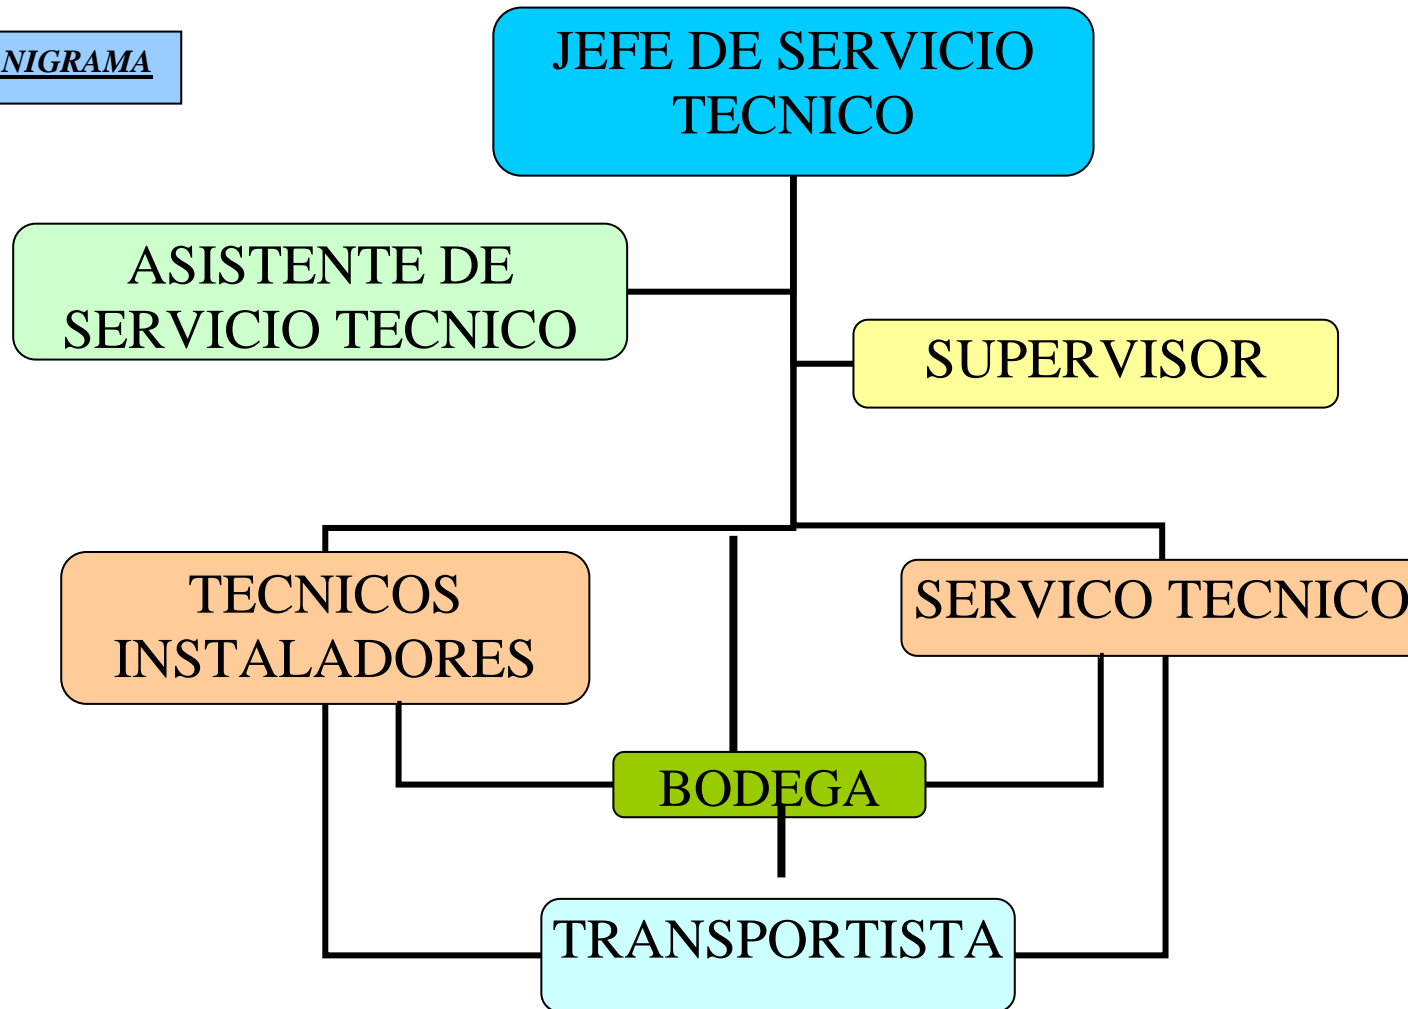 NIGRAMA
JEFE DE SERVICIO
TECNICO
ASISTENTE DE
SERVICIO TECNICO
SUPERVISOR
TECNICOS
INSTALADORES
SERVICO TECNICO
BODEGA
TRANSPORTISTA